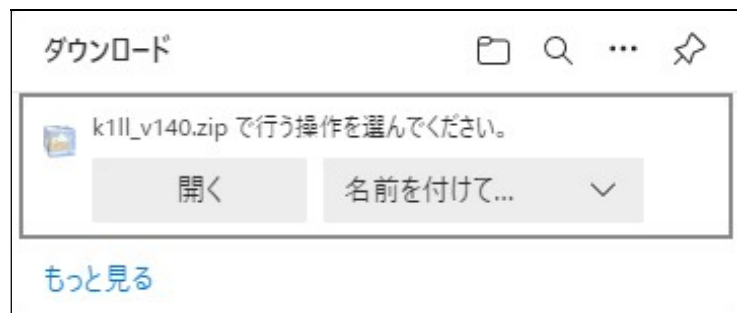 ダウンロード
k1ll_v140.zip で行う操作を選んでください。
開く 名前を付けて...
もっと見る